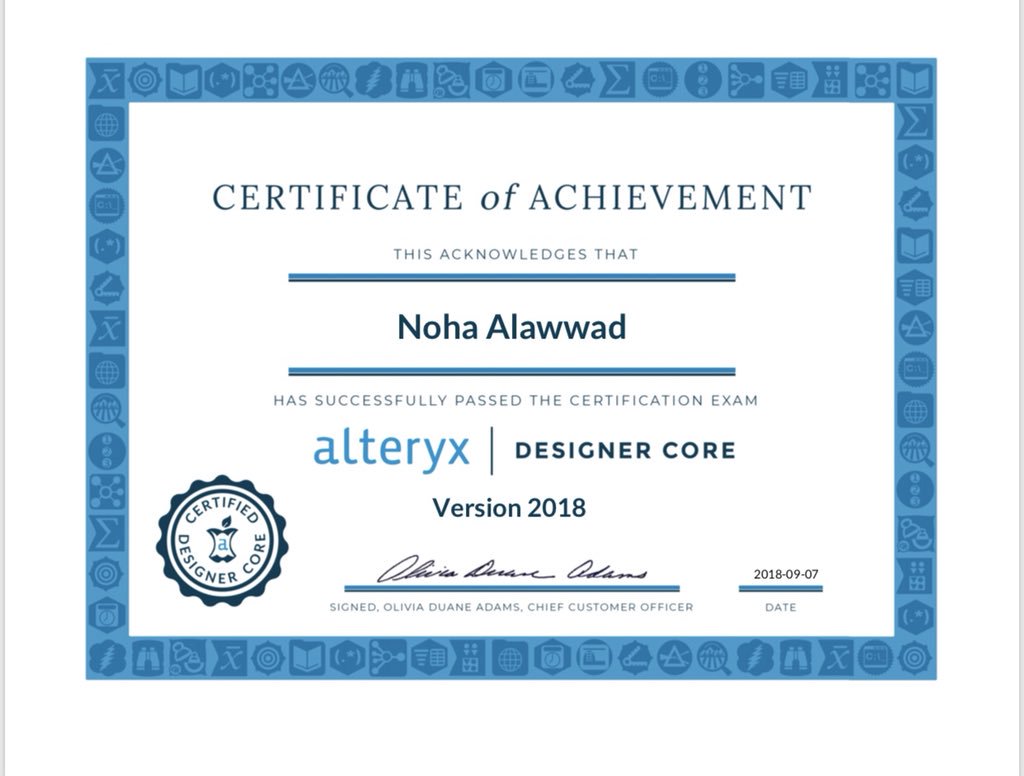 CERTIFICATE of ACHIEVEMENT
THIS ACKNOWLEDGES THAT
Noha Alawwad
HAS SUCCESSFULLY PASSED THE CERTIFICATION EXAM
alteryx | DESIGNER CORE
Version 2018
CERTIFIED
a
DESIGNER CORE
Olivia Duane Adams
2018-09-07
SIGNED, OLIVIA DUANE ADAMS, CHIEF CUSTOMER OFFICER
DATE